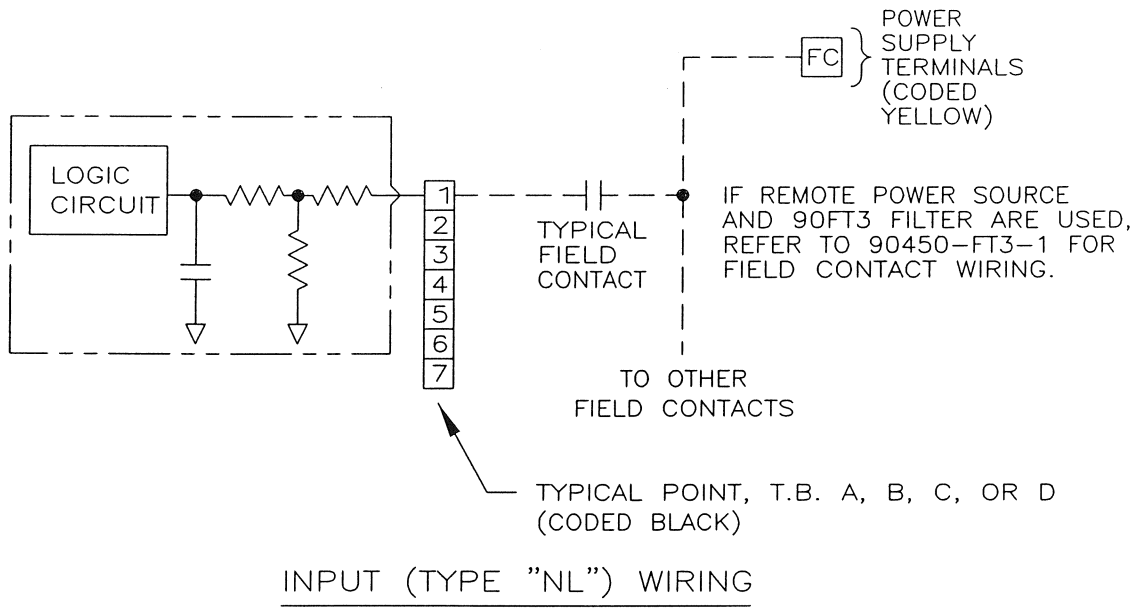 POWER
SUPPLY
TERMINALS
(CODED
YELLOW)
FC
LOGIC
CIRCUIT
1
2
3
4
5
6
7
TYPICAL
FIELD
CONTACT
IF REMOTE POWER SOURCE
AND 90FT3 FILTER ARE USED,
REFER TO 90450-FT3-1 FOR
FIELD CONTACT WIRING.
TO OTHER
FIELD CONTACTS
TYPICAL POINT, T.B. A, B, C, OR D
(CODED BLACK)
INPUT (TYPE "NL") WIRING